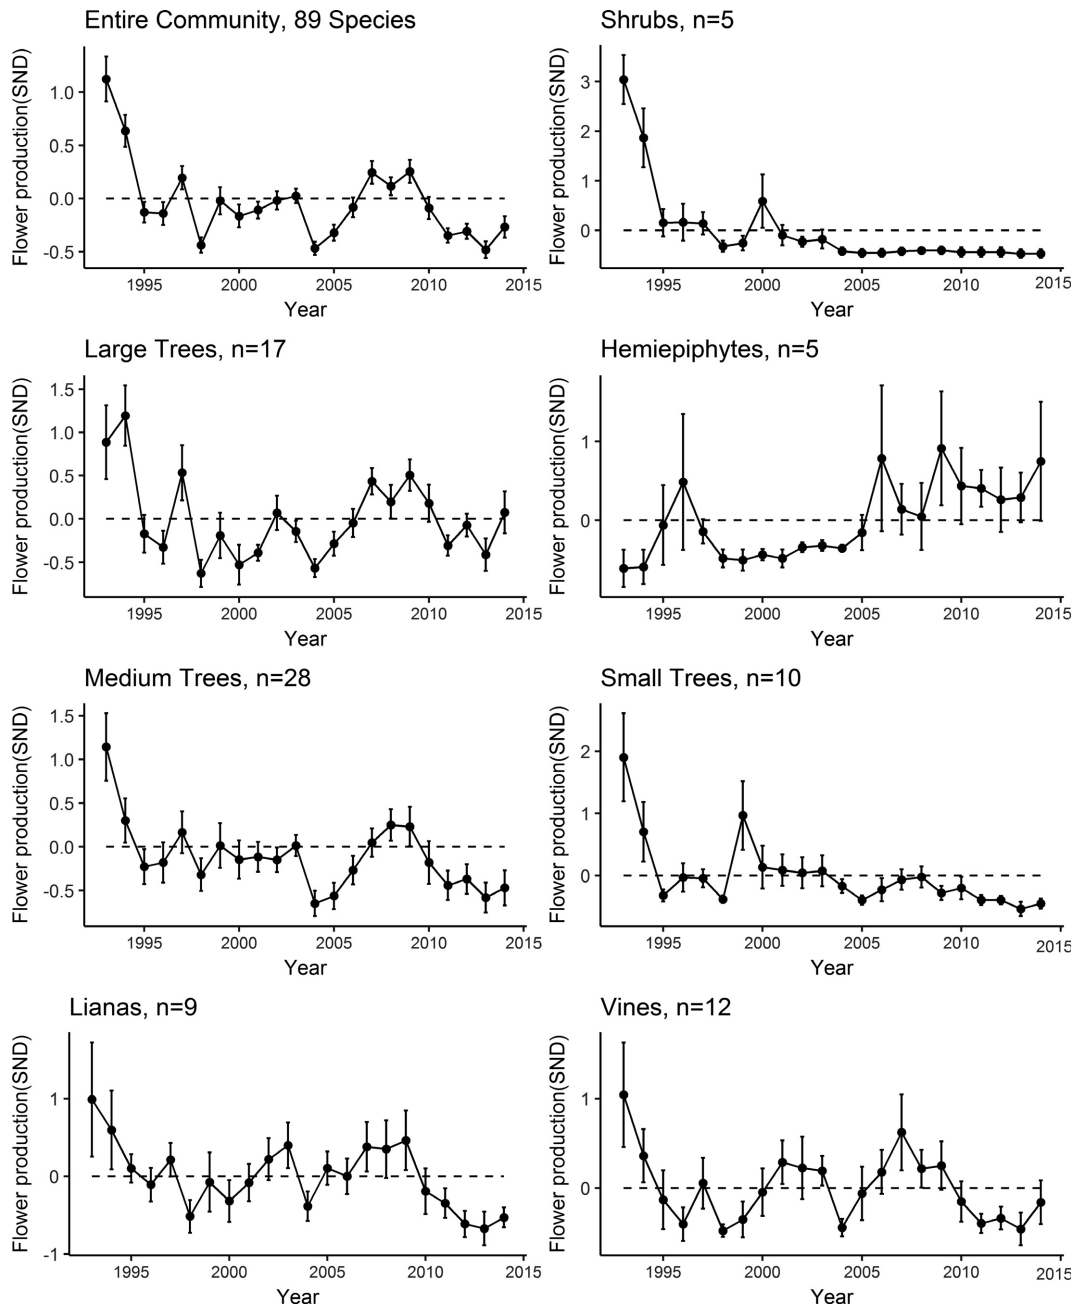 Entire Community, 89 Species
Flower production(SND)
1.0
0.5
0.0
-0.5
1995 2000 2005 2010 2015
Year
Shrubs, n=5
Flower production(SND)
3
2
1
0
1995 2000 2005 2010 2015
Year
Large Trees, n=17
Flower production(SND)
1.5
1.0
0.5
0.0
-0.5
1995 2000 2005 2010 2015
Year
Hemiepiphytes, n=5
Flower production(SND)
1
0
1995 2000 2005 2010 2015
Year
Medium Trees, n=28
Flower production(SND)
1.5
1.0
0.5
0.0
-0.5
1995 2000 2005 2010 2015
Year
Small Trees, n=10
Flower production(SND)
2
1
0
1995 2000 2005 2010 2015
Year
Lianas, n=9
Flower production(SND)
1
0
-1
1995 2000 2005 2010 2015
Year
Vines, n=12
Flower production(SND)
1
0
1995 2000 2005 2010 2015
Year